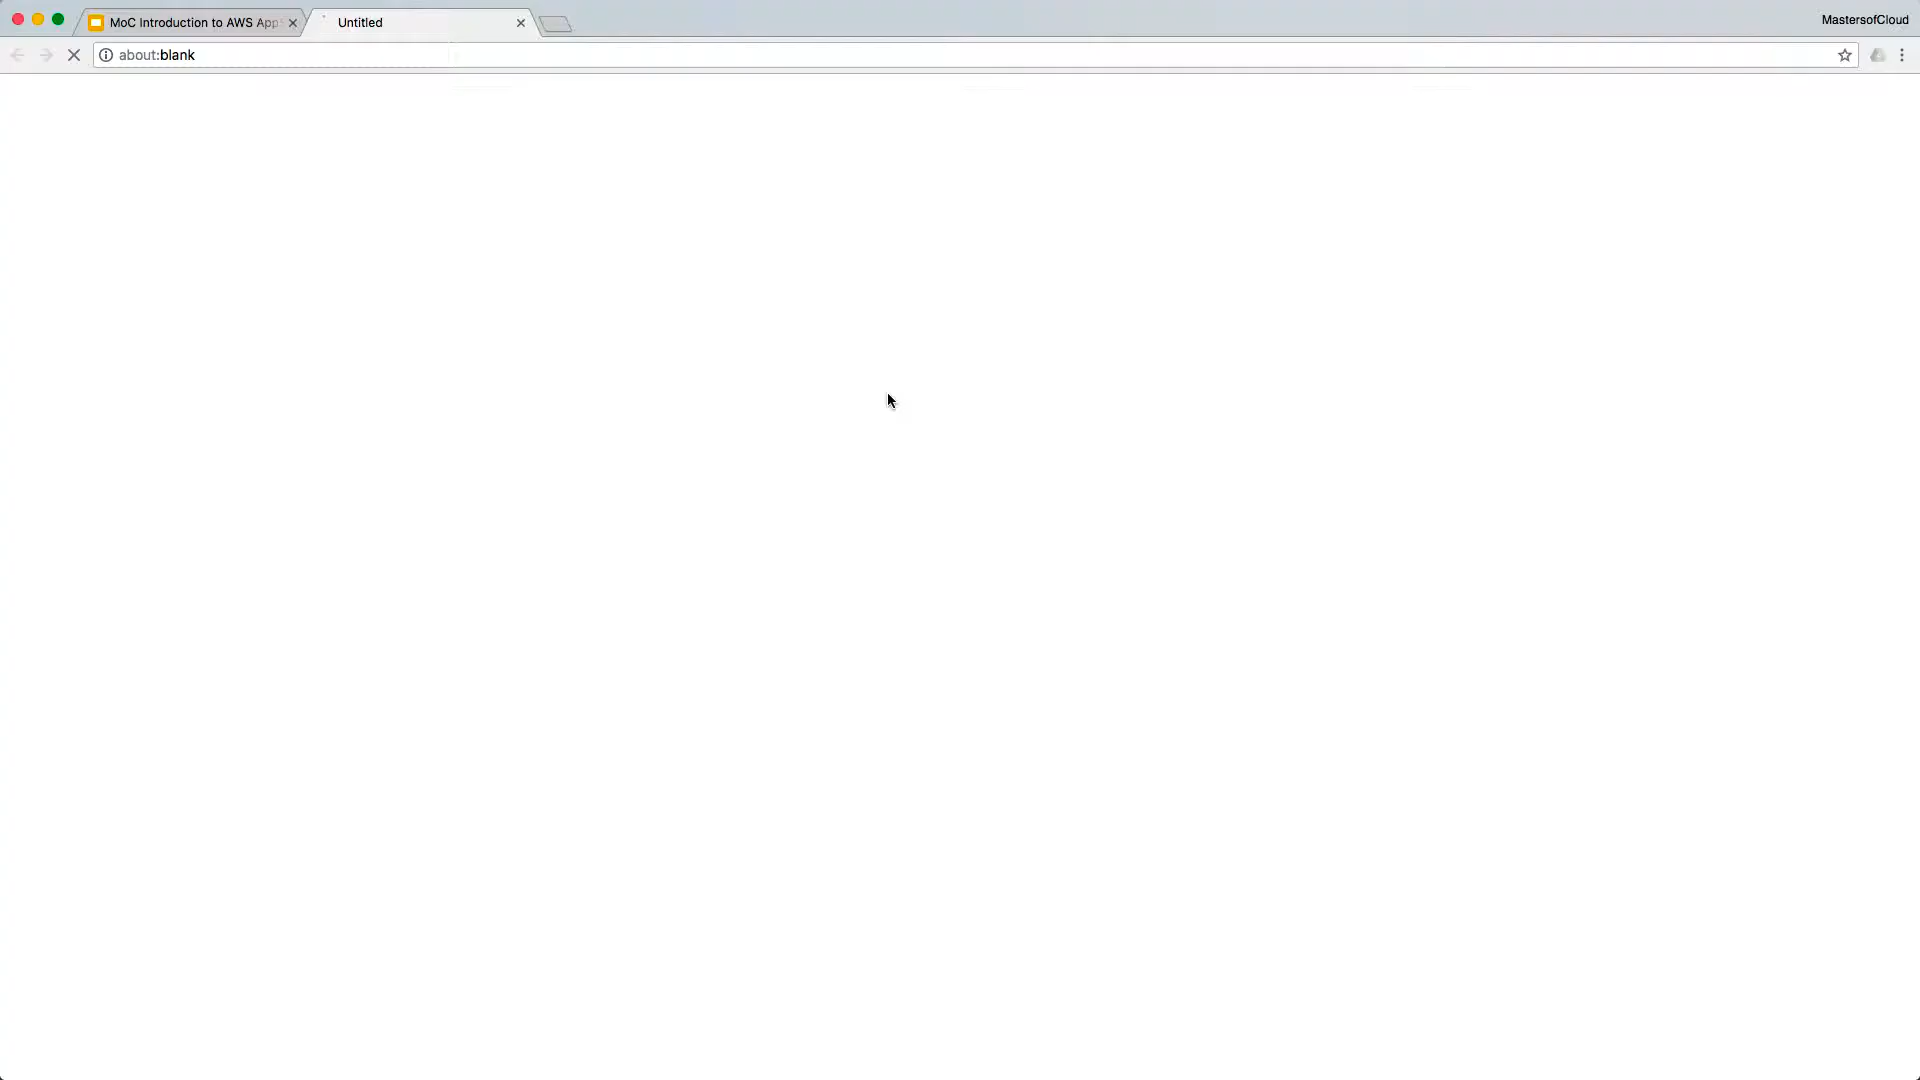 MoC Introduction to AWS App
Untitled
MastersofCloud
about:blank